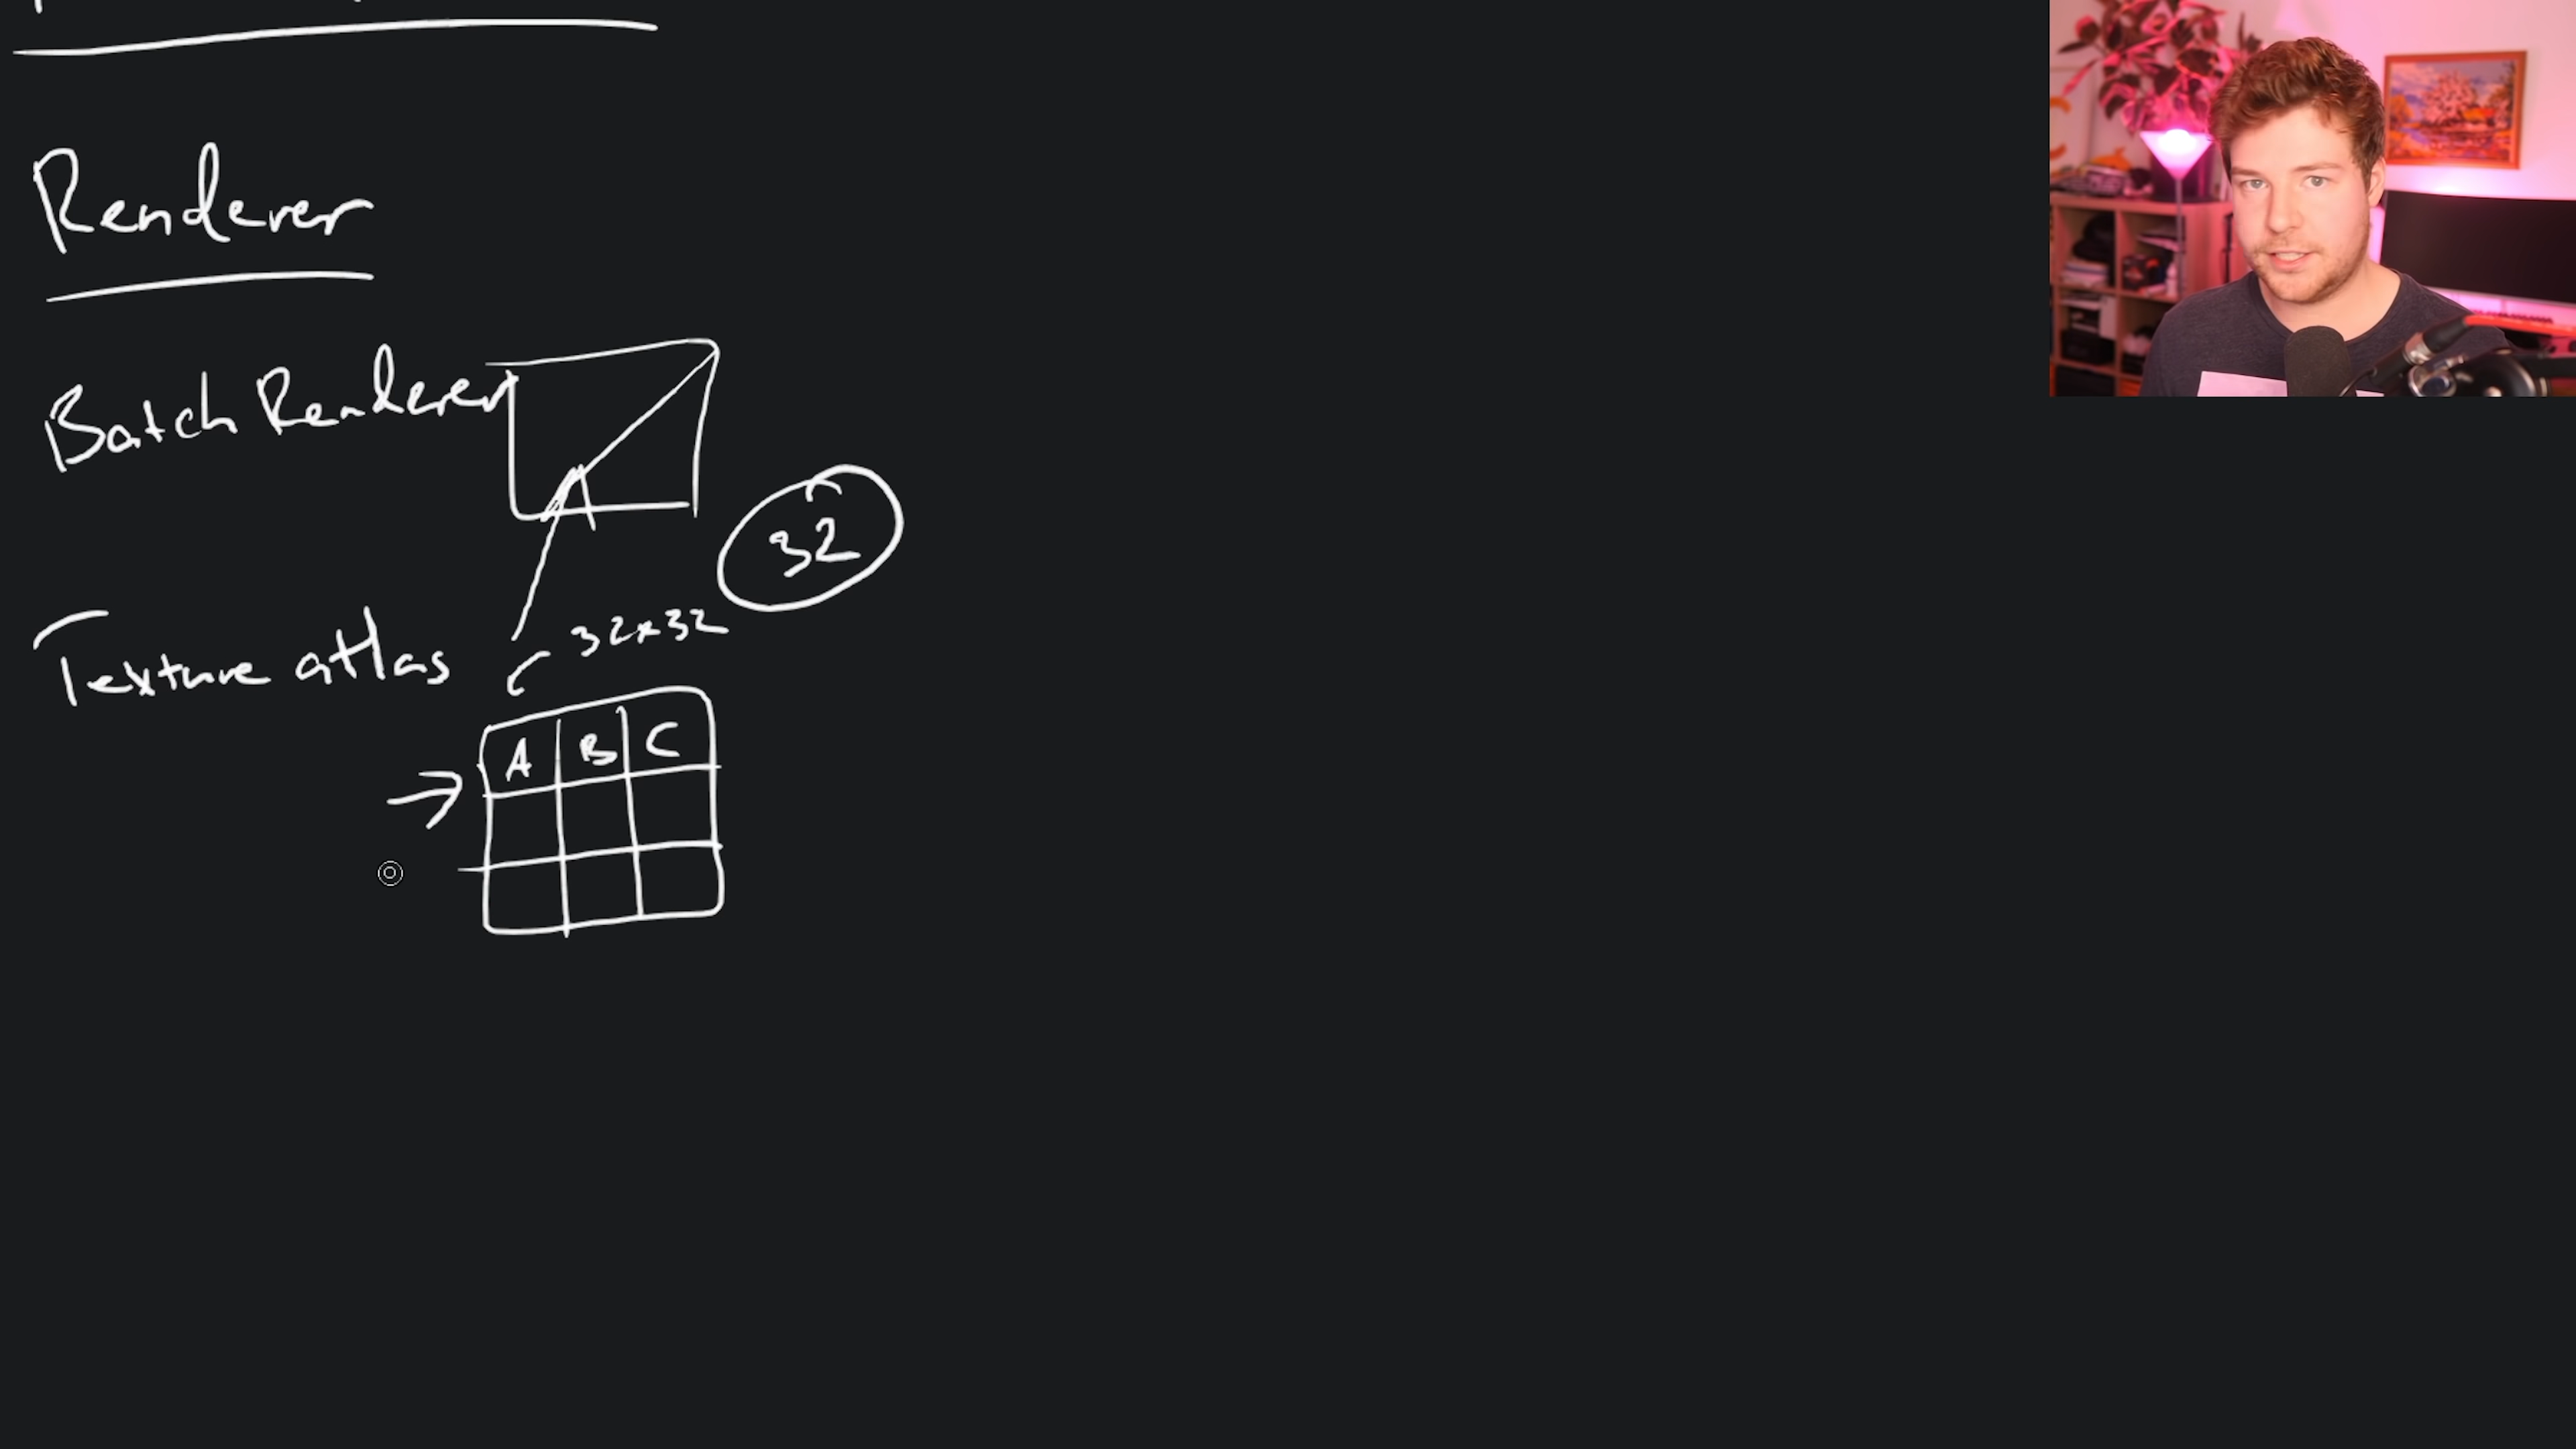 Renderer
Batch Renderer
A
32
Texture atlas
32x32
A B C